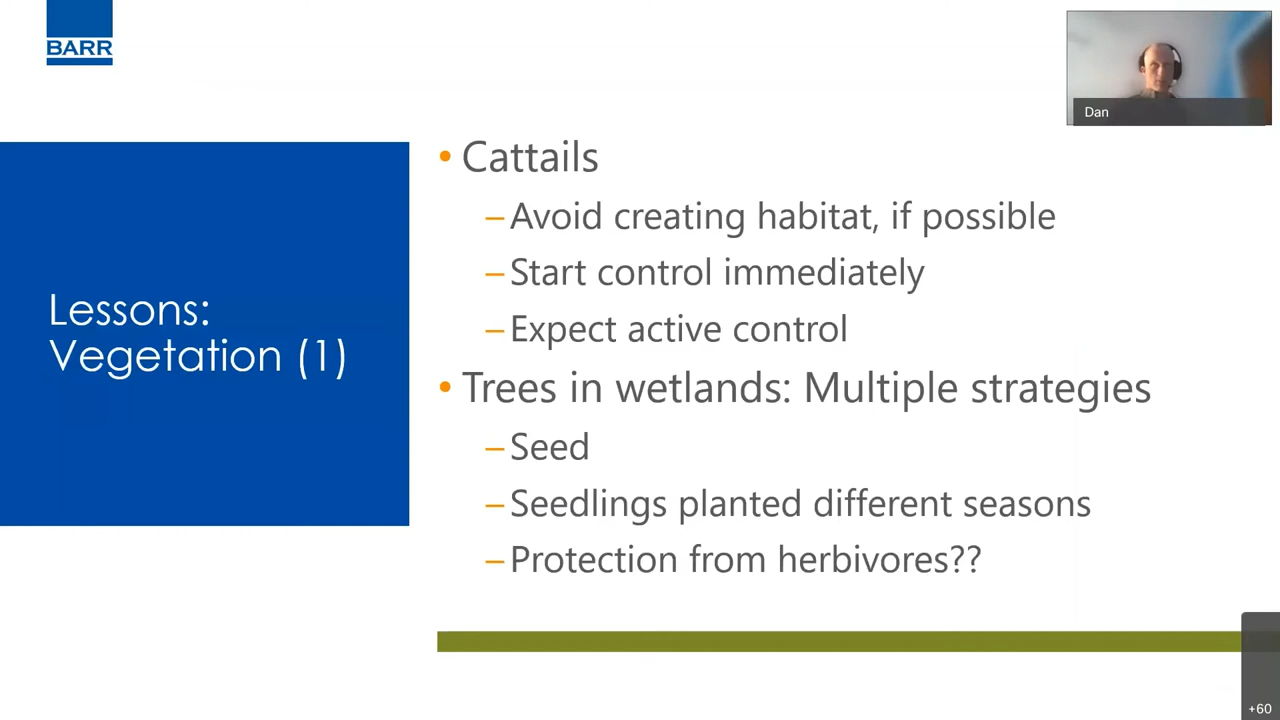 BARR
Dan
Lessons:
Vegetation (1)
• Cattails
–Avoid creating habitat, if possible
–Start control immediately
–Expect active control
• Trees in wetlands: Multiple strategies
–Seed
–Seedlings planted different seasons
–Protection from herbivores??
+60